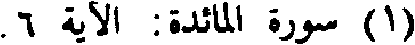 (١) سورة المائدة: الآية ٦.